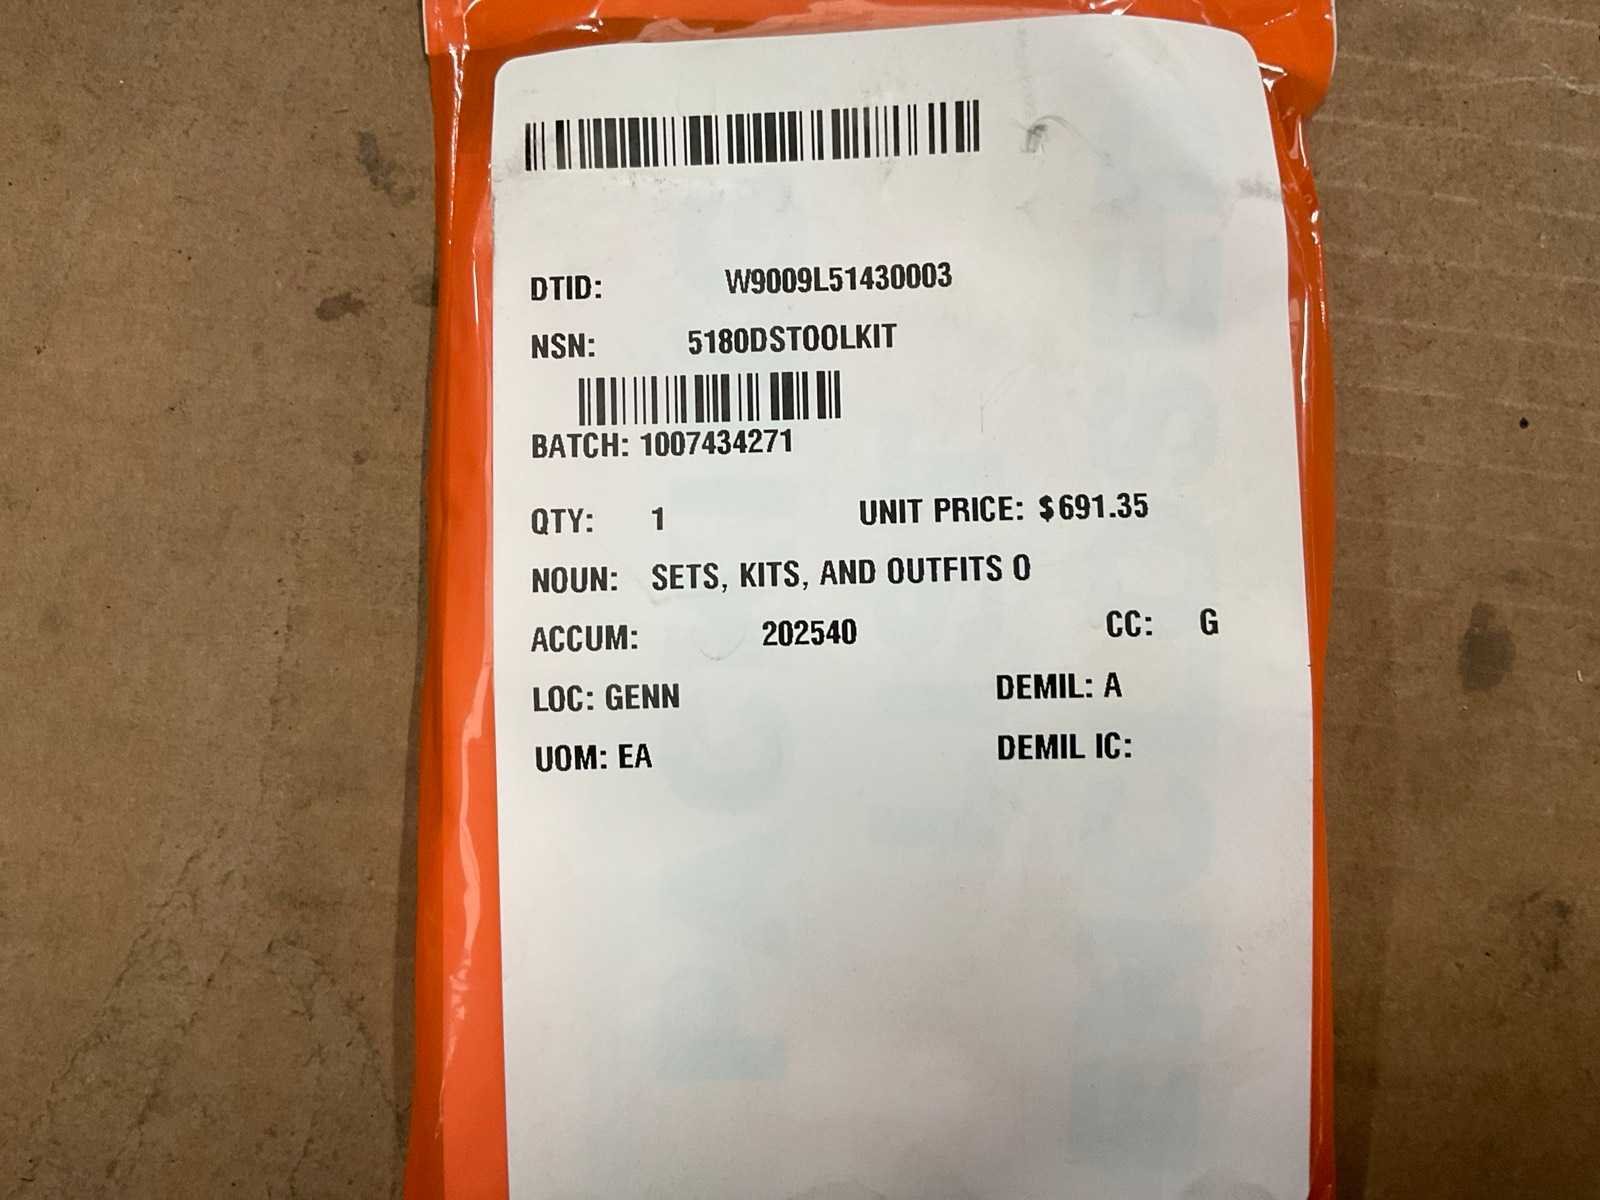 DTID: W9009L51430003
NSN: 5180DSTOOLKIT
BATCH: 1007434271
QTY: 1 UNIT PRICE: $691.35
NOUN: SETS, KITS, AND OUTFITS O
ACCUM: 202540 CC: G
LOC: GENN DEMIL: A
UOM: EA DEMIL IC: